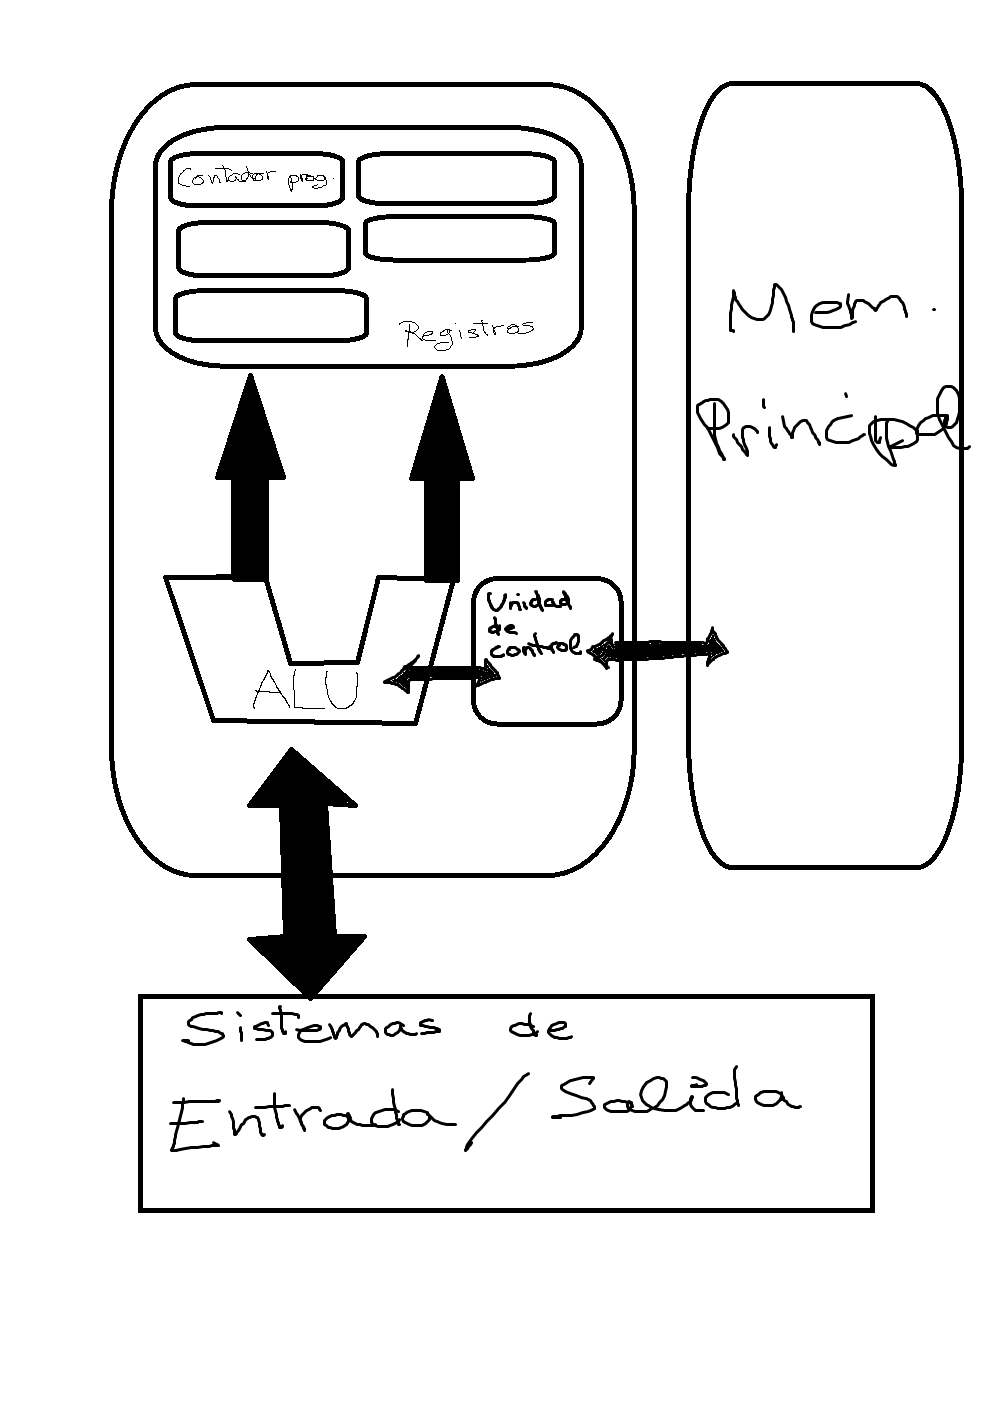 Contador prog.
Registros
Mem.
Principal
Unidad
de
control
ALU
Sistemas de
Entrada / Salida